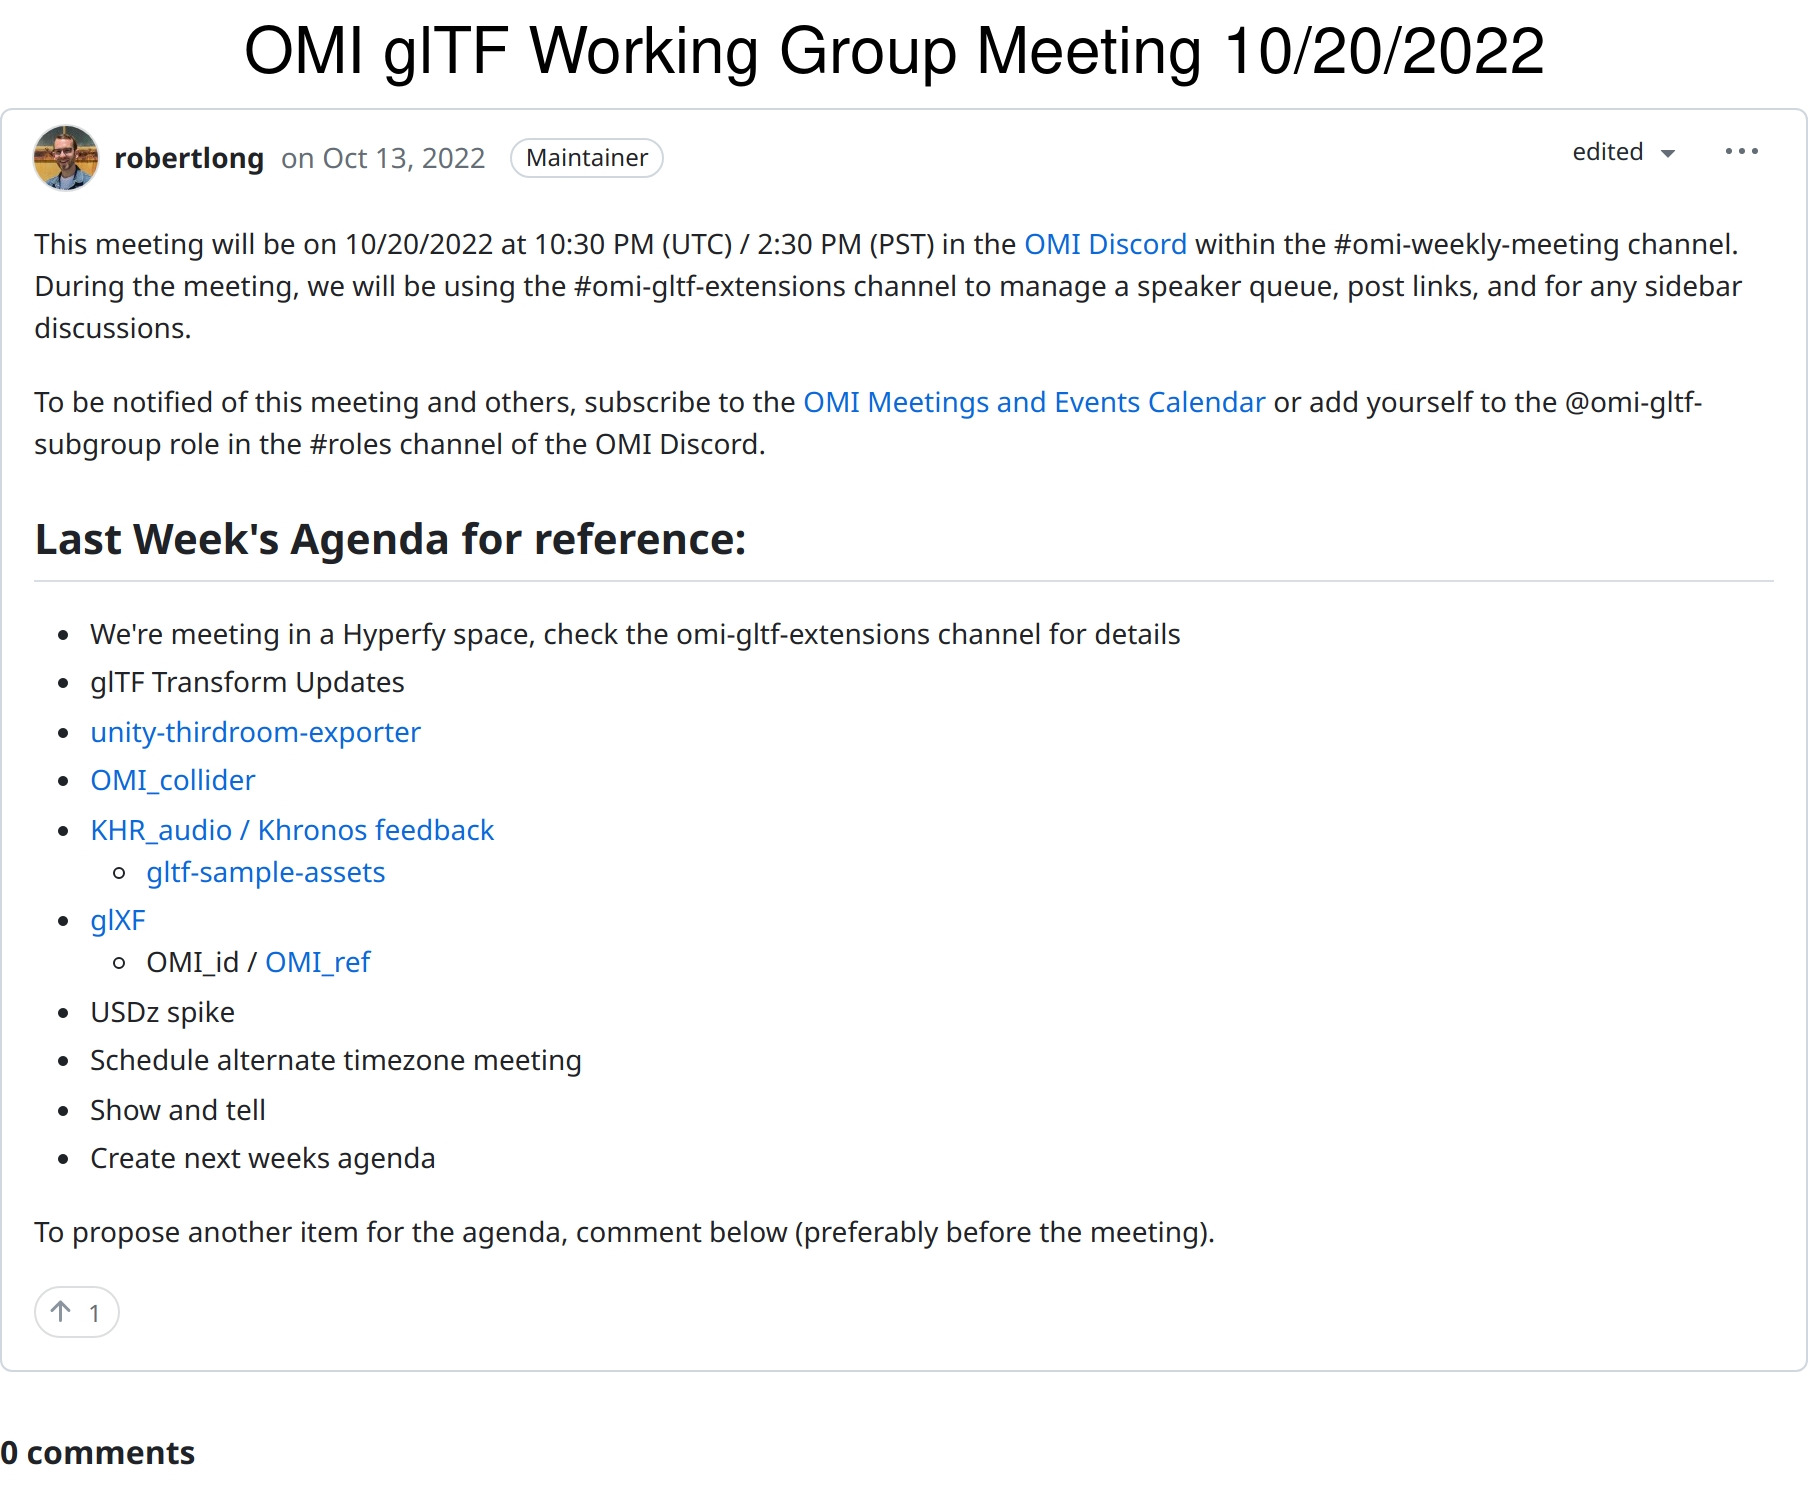 OMI glTF Working Group Meeting 10/20/2022
robertlong on Oct 13, 2022 Maintainer edited
This meeting will be on 10/20/2022 at 10:30 PM (UTC) / 2:30 PM (PST) in the OMI Discord within the #omi-weekly-meeting channel.
During the meeting, we will be using the #omi-gltf-extensions channel to manage a speaker queue, post links, and for any sidebar
discussions.
To be notified of this meeting and others, subscribe to the OMI Meetings and Events Calendar or add yourself to the @omi-gltf-
subgroup role in the #roles channel of the OMI Discord.
Last Week's Agenda for reference:
We're meeting in a Hyperfy space, check the omi-gltf-extensions channel for details
glTF Transform Updates
unity-thirdroom-exporter
OMI_collider
KHR_audio / Khronos feedback
gltf-sample-assets
glXF
OMI_id / OMI_ref
USDz spike
Schedule alternate timezone meeting
Show and tell
Create next weeks agenda
To propose another item for the agenda, comment below (preferably before the meeting).
1
0 comments